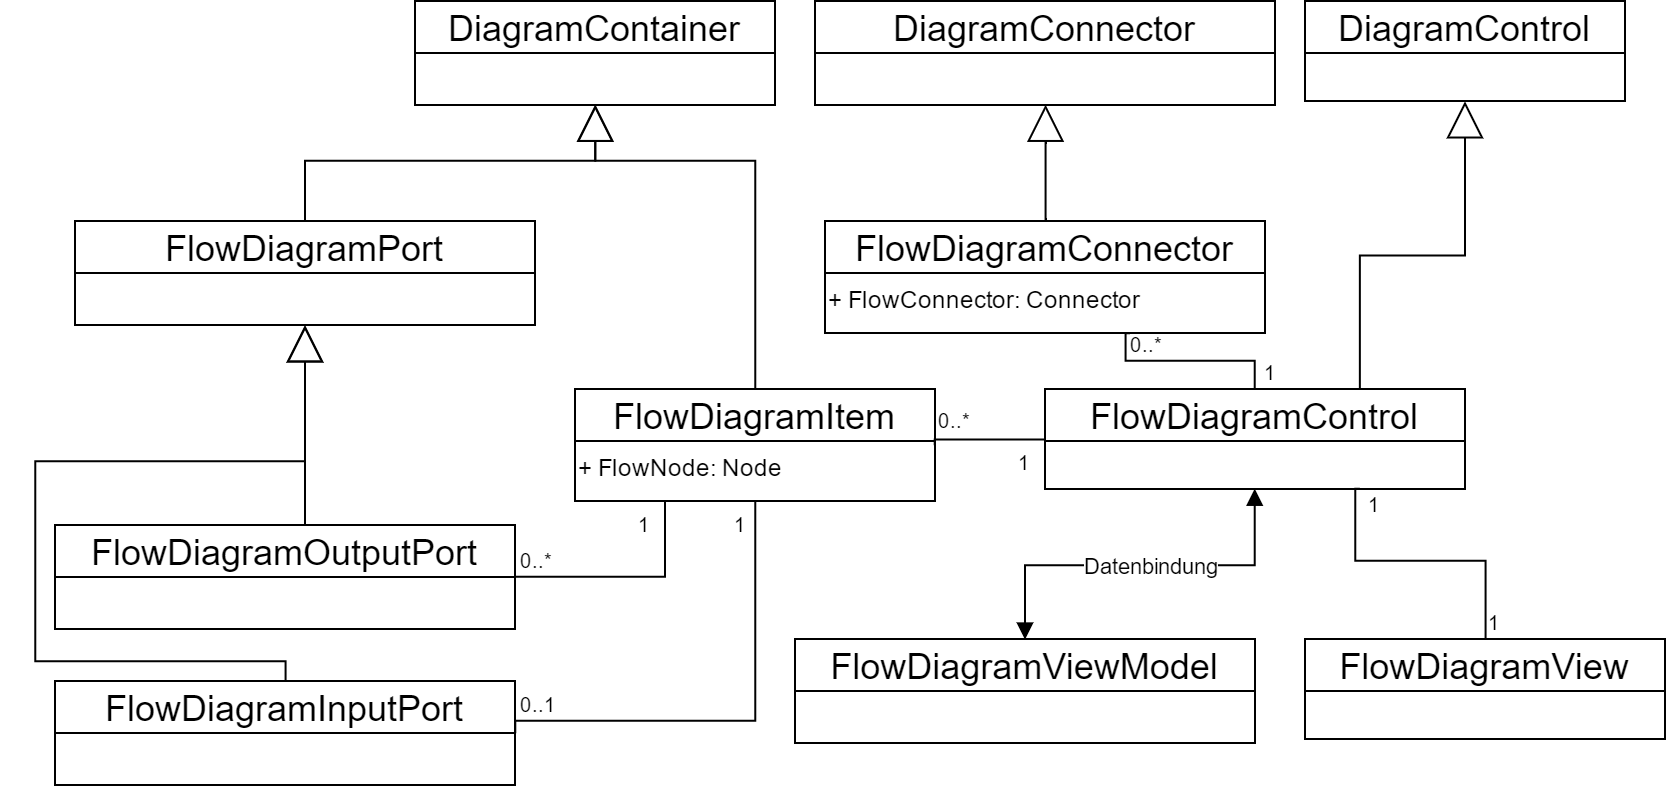 DiagramContainer
DiagramConnector
DiagramControl
FlowDiagramPort
FlowDiagramConnector
+ FlowConnector: Connector
0..*
1
FlowDiagramItem
+ FlowNode: Node
0..*
1
FlowDiagramControl
1
1
1
FlowDiagramOutputPort
0..*
Datenbindung
1
FlowDiagramViewModel
FlowDiagramView
FlowDiagramInputPort
0..1